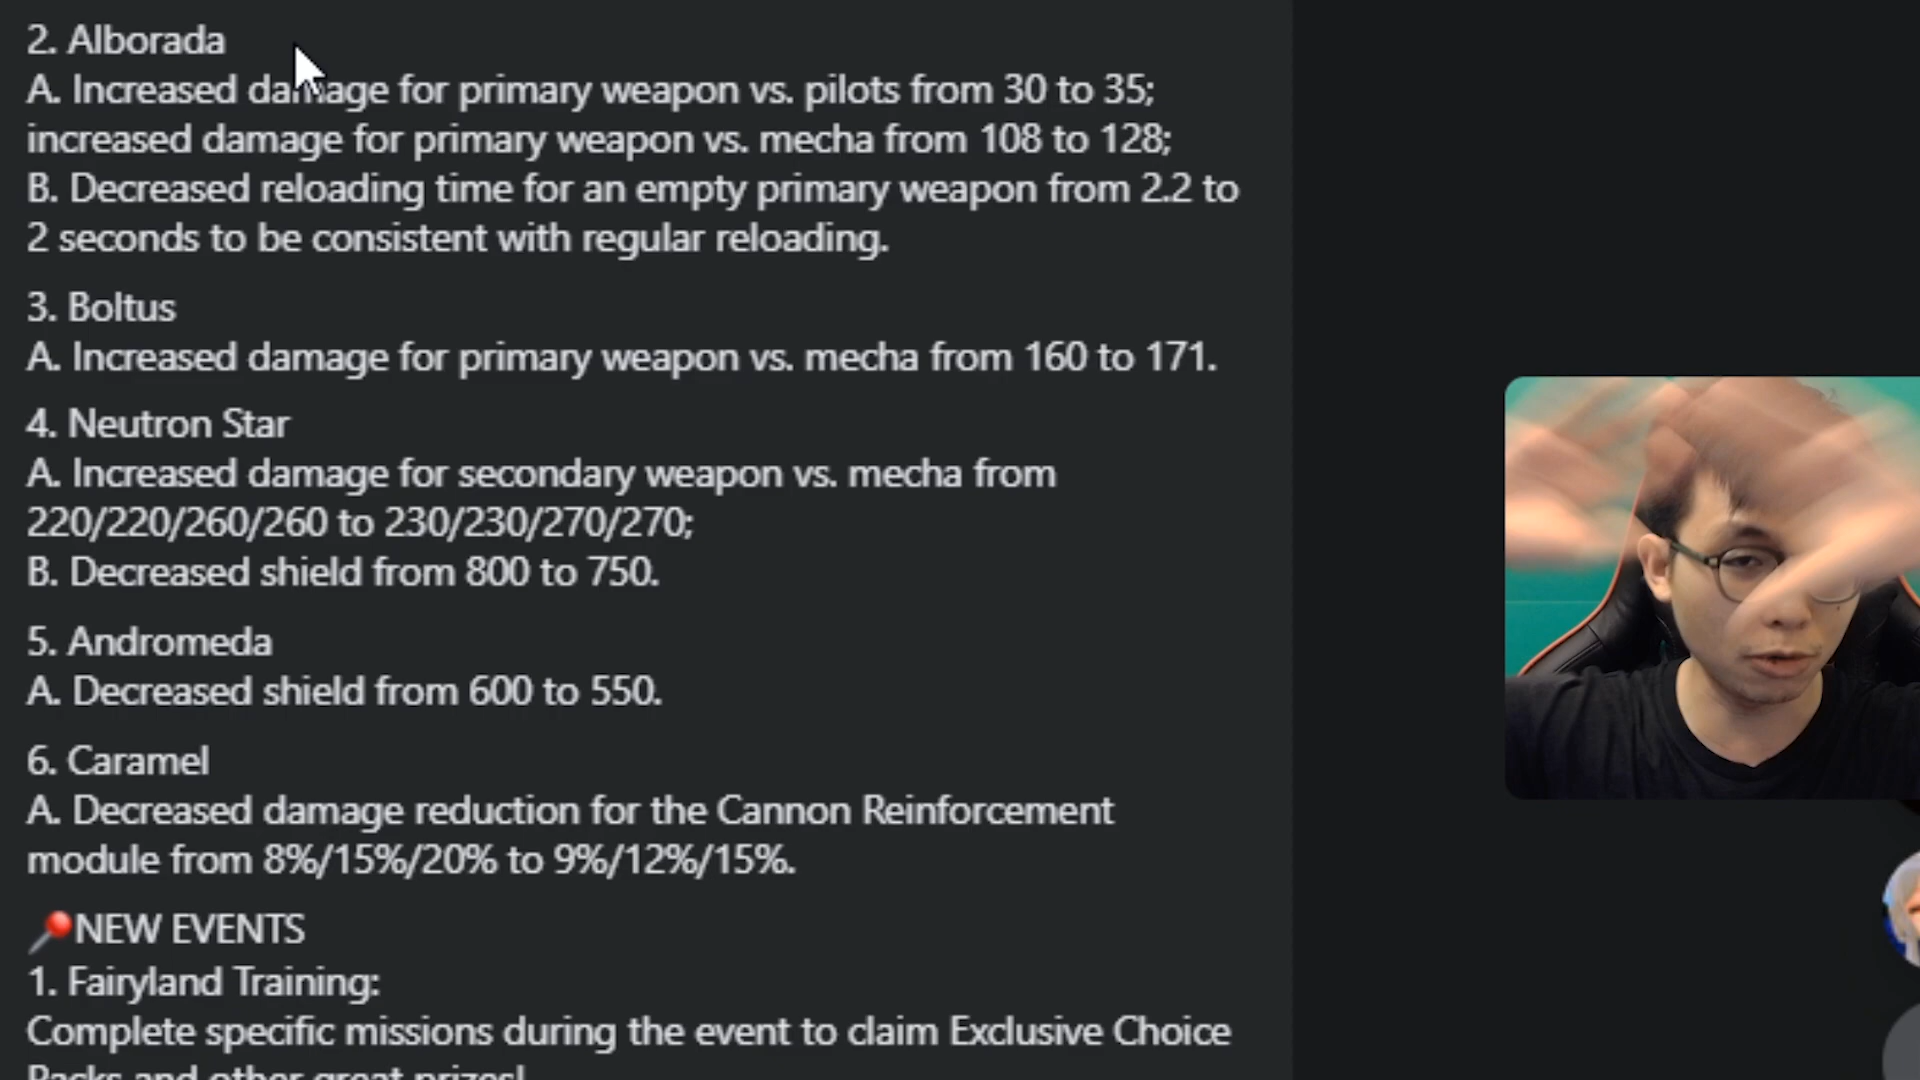 2. Alborada
A. Increased damage for primary weapon vs. pilots from 30 to 35;
increased damage for primary weapon vs. mecha from 108 to 128;
B. Decreased reloading time for an empty primary weapon from 2.2 to
2 seconds to be consistent with regular reloading.
3. Boltus
A. Increased damage for primary weapon vs. mecha from 160 to 171.
4. Neutron Star
A. Increased damage for secondary weapon vs. mecha from
220/220/260/260 to 230/230/270/270;
B. Decreased shield from 800 to 750.
5. Andromeda
A. Decreased shield from 600 to 550.
6. Caramel
A. Decreased damage reduction for the Cannon Reinforcement
module from 8%/15%/20% to 9%/12%/15%.
📍NEW EVENTS
1. Fairyland Training:
Complete specific missions during the event to claim Exclusive Choice
Packs and other great prizes!